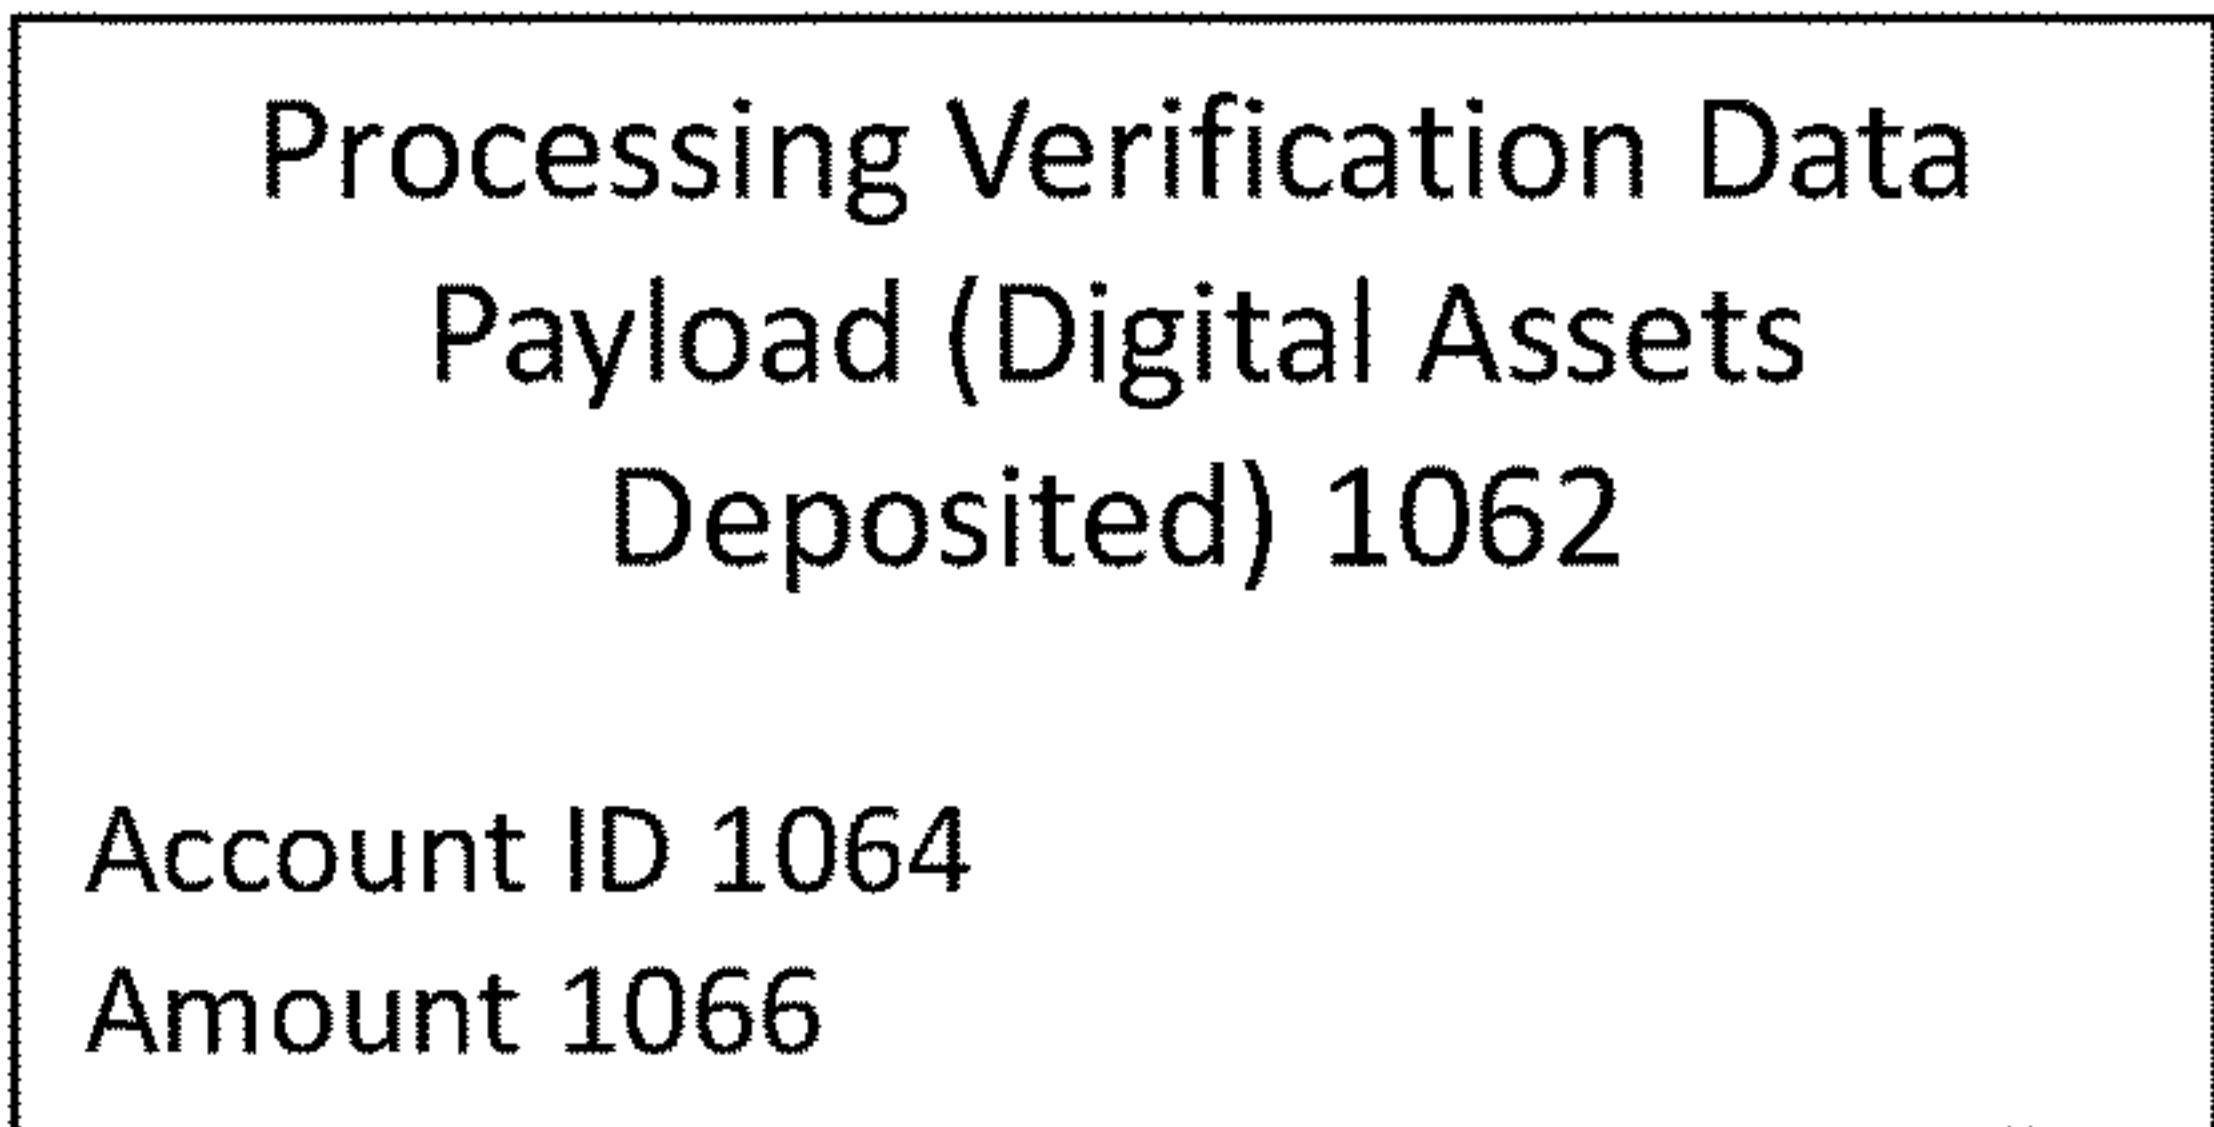 Processing Verification Data
Payload (Digital Assets
Deposited) 1062
Account ID 1064
Amount 1066